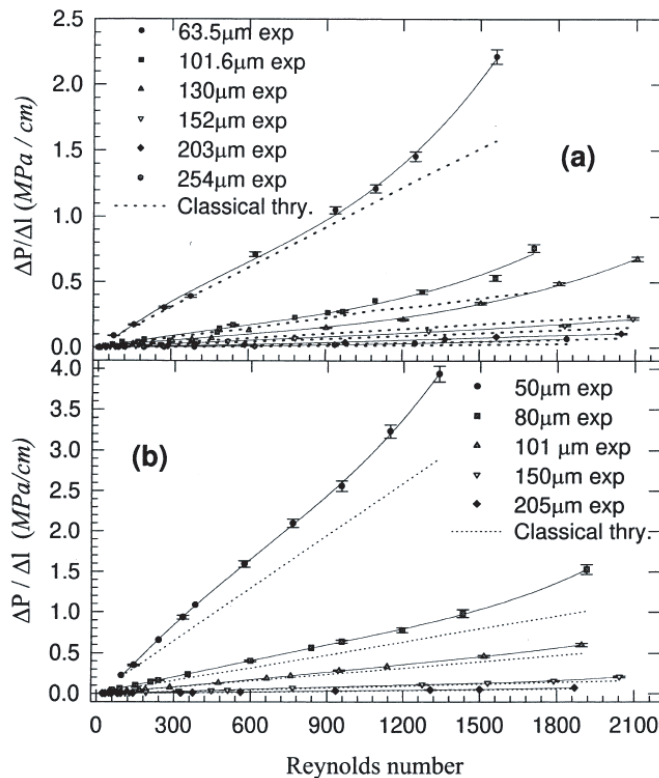 2.5
2.0
1.5
1.0
0.5
0.0
ΔP/Δl (MPa / cm)
63.5μm exp
101.6μm exp
130μm exp
152μm exp
203μm exp
254μm exp
Classical thry.
(a)
4.0
3.5
3.0
2.5
2.0
1.5
1.0
0.5
0.0
ΔP / Δl (MPa/cm)
(b)
50μm exp
80μm exp
101 μm exp
150μm exp
205μm exp
Classical thry.
0 300 600 900 1200 1500 1800 2100
Reynolds number